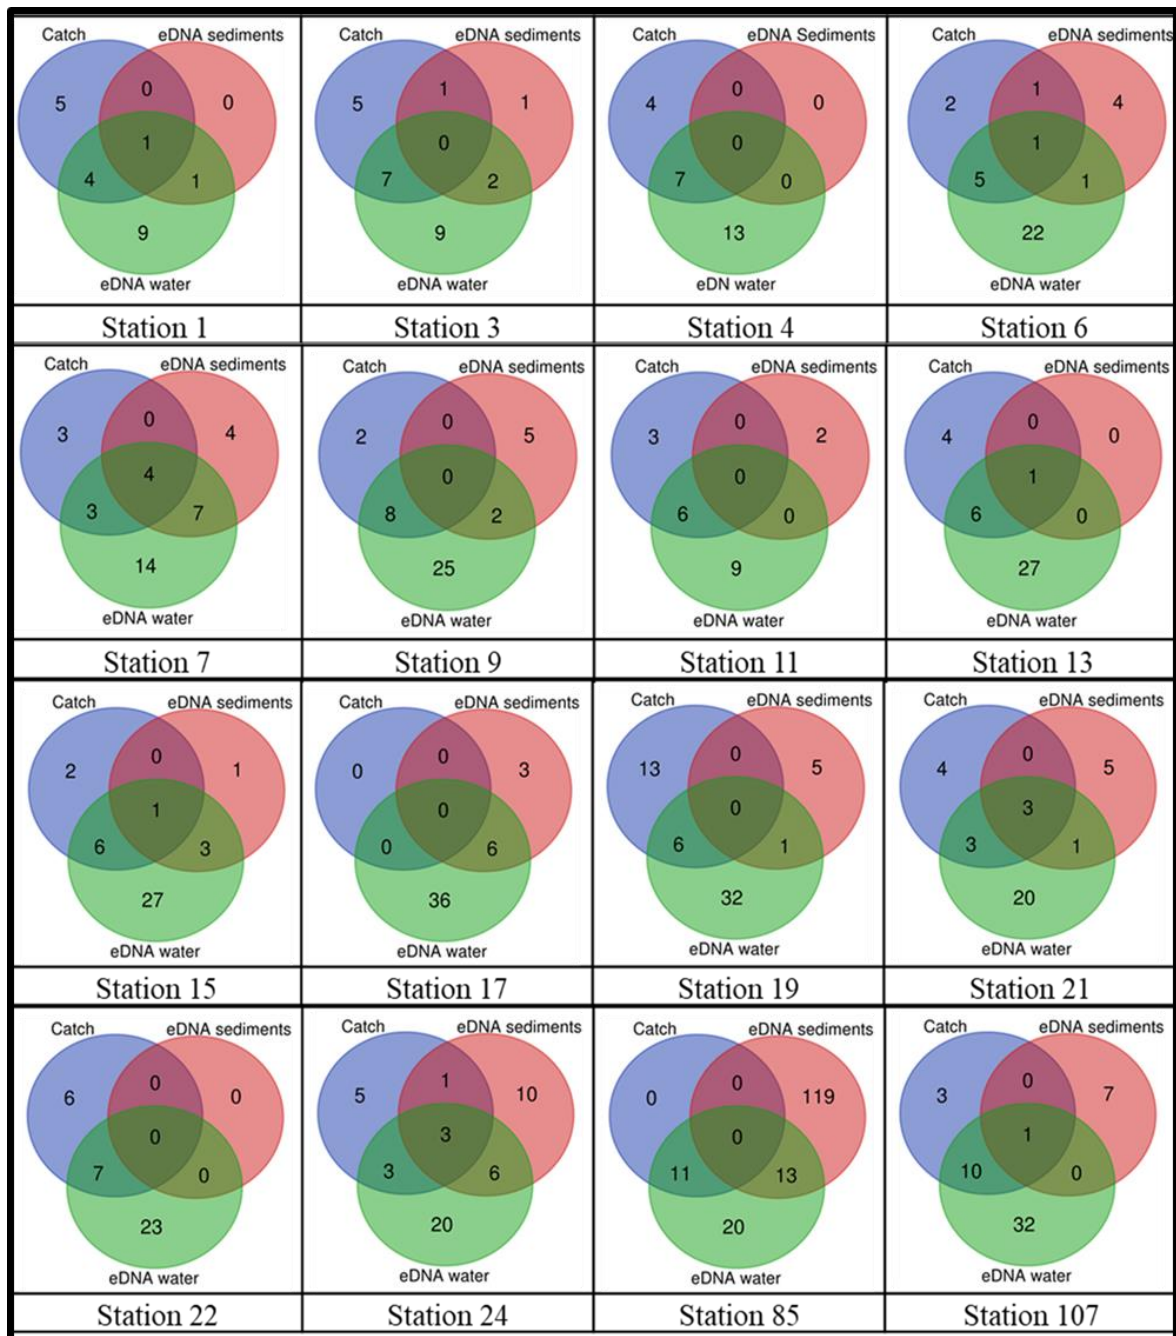 Catch eDNA sediments
5 0 0
1
4 1
9
eDNA water
Station 1
Catch eDNA sediments
5 1 1
0
7 2
9
eDNA water
Station 3
Catch eDNA Sediments
4 0 0
0
7 0
13
eDN water
Station 4
Catch eDNA sediments
2 1 4
1
5 1
22
eDNA water
Station 6
Catch eDNA sediments
3 0 4
4
3 7
14
eDNA water
Station 7
Catch eDNA sediments
2 0 5
0
8 2
25
eDNA water
Station 9
Catch eDNA sediments
3 0 2
0
6 0
9
eDNA water
Station 11
Catch eDNA sediments
4 0 0
1
6 0
27
eDNA water
Station 13
Catch eDNA sediments
2 0 1
1
6 3
27
eDNA water
Station 15
Catch eDNA sediments
0 0 3
0
0 6
36
eDNA water
Station 17
Catch eDNA sediments
13 0 5
0
6 1
32
eDNA water
Station 19
Catch eDNA sediments
4 0 5
3
3 1
20
eDNA water
Station 21
Catch eDNA sediments
6 0 0
0
7 0
23
eDNA water
Station 22
Catch eDNA sediments
5 1 10
3
3 6
20
eDNA water
Station 24
Catch eDNA sediments
0 0 119
0
11 13
20
eDNA water
Station 85
Catch eDNA sediments
3 0 7
1
10 0
32
eDNA water
Station 107